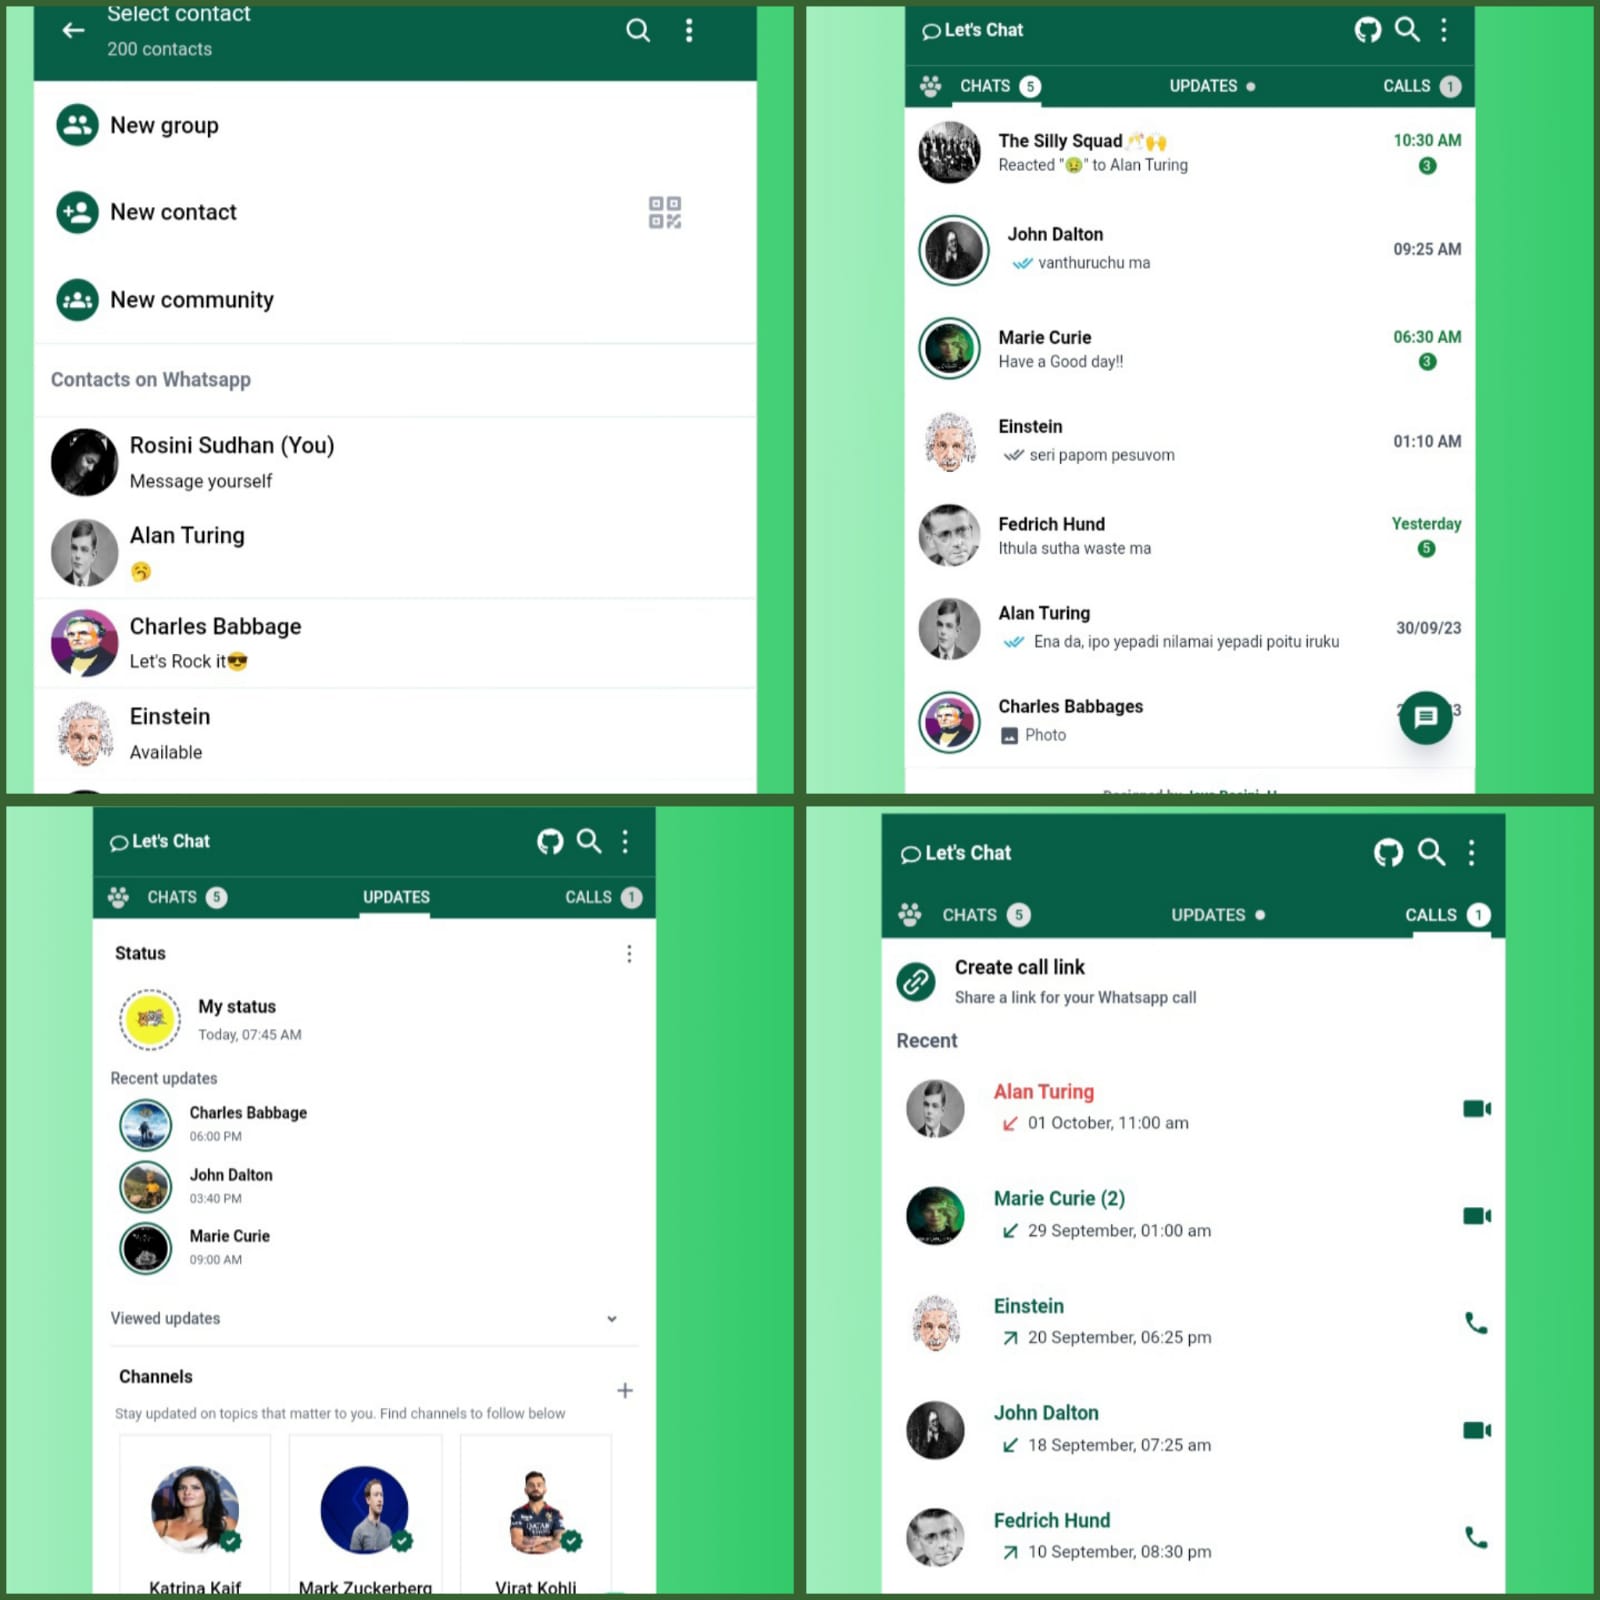 Select contact
200 contacts
New group
New contact
New community
Contacts on Whatsapp
Rosini Sudhan (You)
Message yourself
Alan Turing
🥱
Charles Babbage
Let's Rock it😎
Einstein
Available
Let's Chat
CHATS 5 UPDATES CALLS 1
The Silly Squad 🥂🙌 10:30 AM
Reacted "🤢" to Alan Turing 3
John Dalton
09:25 AM
vanthuruchu ma
Marie Curie 06:30 AM
Have a Good day!! 3
Einstein
01:10 AM
seri papom pesuvom
Fedrich Hund Yesterday
Ithula sutha waste ma 5
Alan Turing
30/09/23
Ena da, ipo yepadi nilamai yepadi poitu iruku
Charles Babbages
Photo
Let's Chat
CHATS 5 UPDATES CALLS 1
Status
My status
Today, 07:45 AM
Recent updates
Charles Babbage
06:00 PM
John Dalton
03:40 PM
Marie Curie
09:00 AM
Viewed updates
Channels
Stay updated on topics that matter to you. Find channels to follow below
Katrina Kaif Mark Zuckerberg Virat Kohli
Let's Chat
CHATS 5 UPDATES CALLS 1
Create call link
Share a link for your Whatsapp call
Recent
Alan Turing
01 October, 11:00 am
Marie Curie (2)
29 September, 01:00 am
Einstein
20 September, 06:25 pm
John Dalton
18 September, 07:25 am
Fedrich Hund
10 September, 08:30 pm